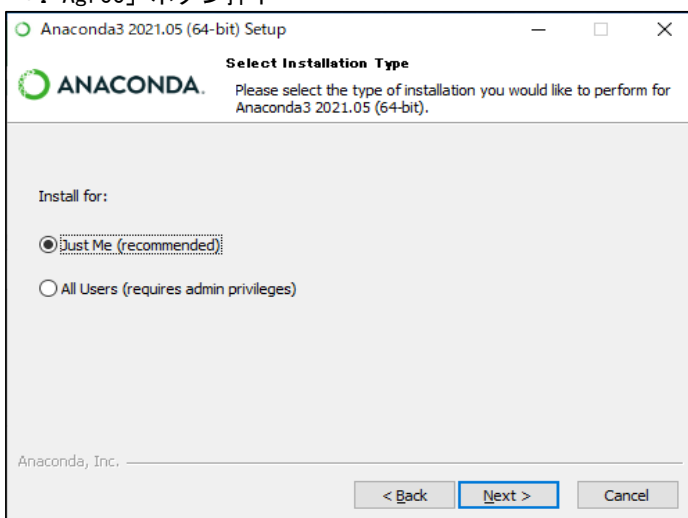 Anaconda3 2021.05 (64-bit) Setup
ANACONDA.
Select Installation Type
Please select the type of installation you would like to perform for
Anaconda3 2021.05 (64-bit).
Install for:
Just Me (recommended)
All Users (requires admin privileges)
Anaconda, Inc.
< Back Next > Cancel